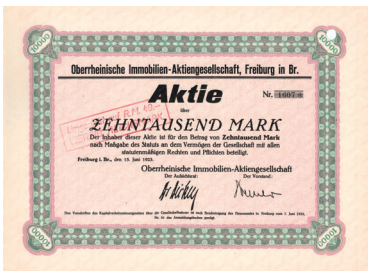 10000
10000
Oberrheinische Immobilien-Aktiengesellschaft, Freiburg in Br.
Aktie
Nr.
über
ZEHNTAUSEND MARK
Der Inhaber dieser Aktie ist für den Betrag von Zehntausend Mark
nach Maßgabe des Statuts an dem Vermögen der Gesellschaft mit allen
statutenmäßigen Rechten und Pflichten beteiligt.
Freiburg i. Br., den 15. Juni 1923.
Oberrheinische Immobilien-Aktiengesellschaft
Der Aufsichtsrat:
Der Vorstand:
10000
10000